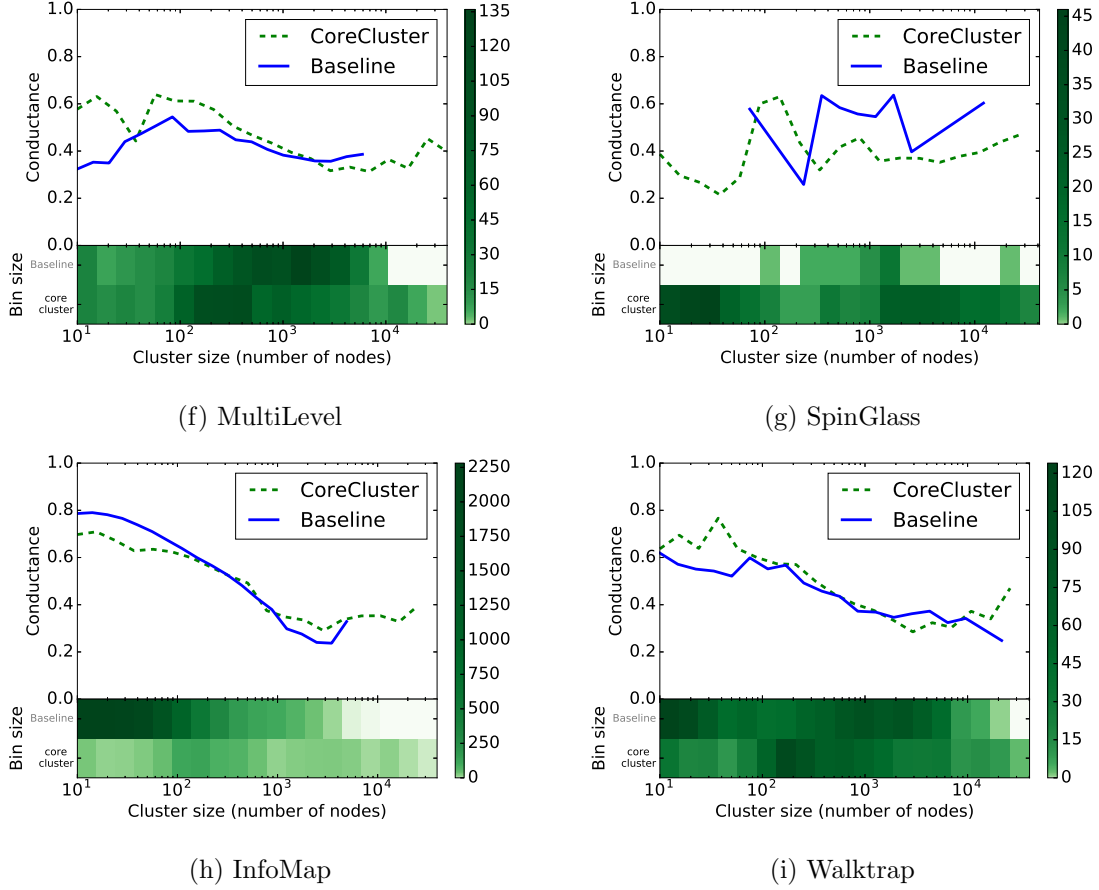 1.0
0.8
0.6
0.4
0.2
0.0
Conductance
CoreCluster
Baseline
135
120
105
90
75
60
45
30
15
0
Bin size
Baseline
core
cluster
10^1
10^2
10^3
10^4
Cluster size (number of nodes)
(f) MultiLevel
1.0
0.8
0.6
0.4
0.2
0.0
Conductance
CoreCluster
Baseline
45
40
35
30
25
20
15
10
5
0
Bin size
Baseline
core
cluster
10^1
10^2
10^3
10^4
Cluster size (number of nodes)
(g) SpinGlass
1.0
0.8
0.6
0.4
0.2
0.0
Conductance
CoreCluster
Baseline
2250
2000
1750
1500
1250
1000
750
500
250
0
Bin size
Baseline
core
cluster
10^1
10^2
10^3
10^4
Cluster size (number of nodes)
(h) InfoMap
1.0
0.8
0.6
0.4
0.2
0.0
Conductance
CoreCluster
Baseline
120
105
90
75
60
45
30
15
0
Bin size
Baseline
core
cluster
10^1
10^2
10^3
10^4
Cluster size (number of nodes)
(i) Walktrap